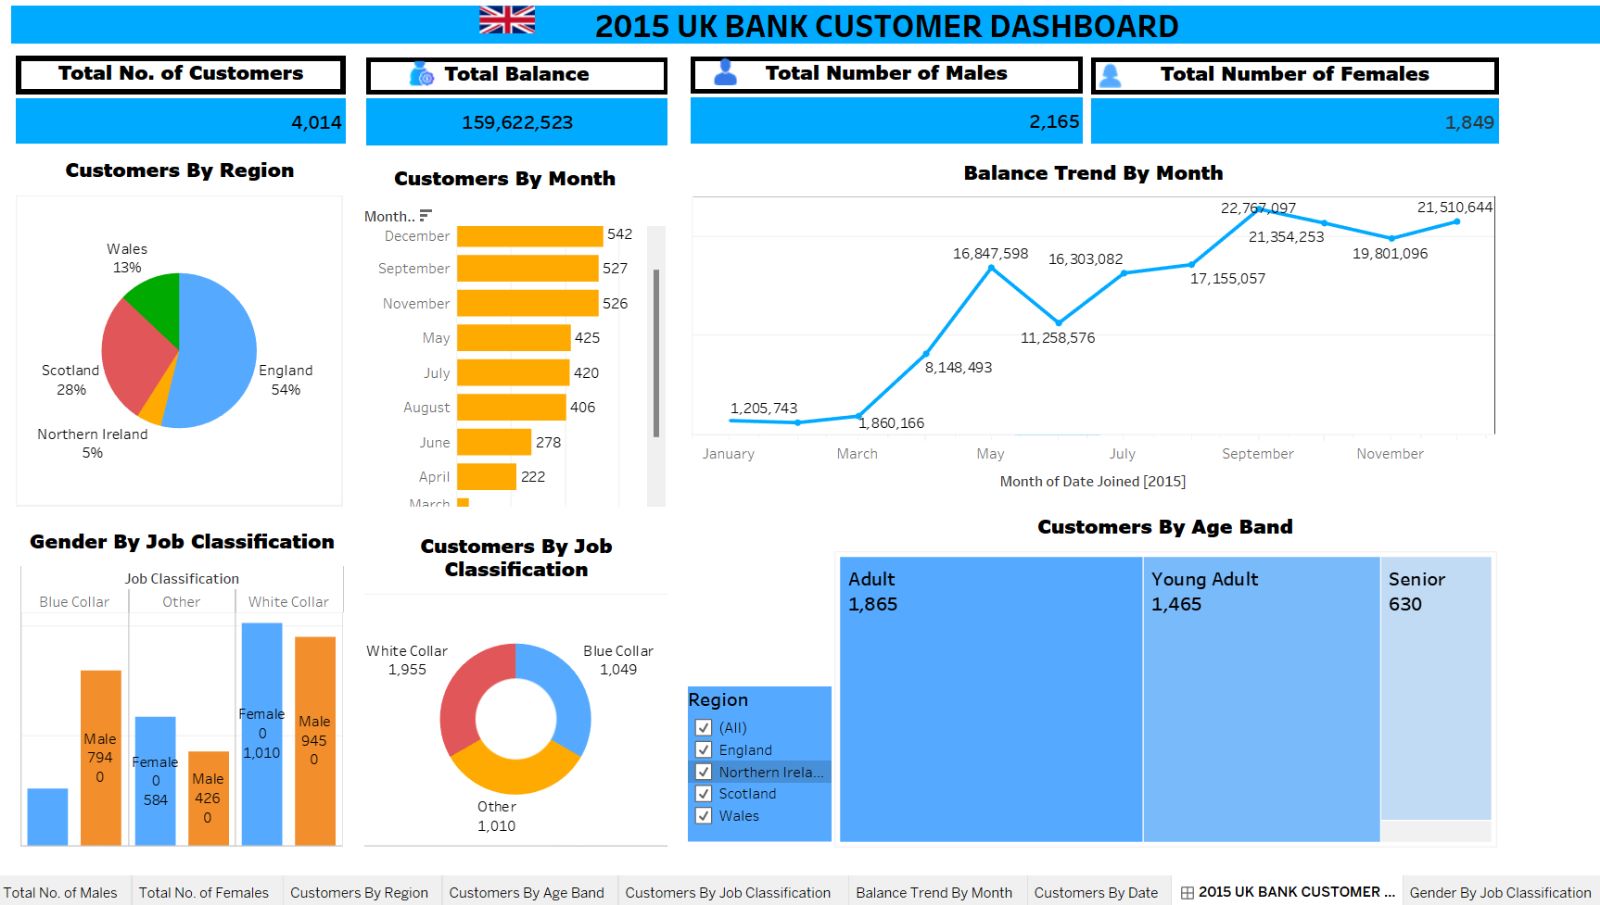 2015 UK BANK CUSTOMER DASHBOARD
Total No. of Customers
4,014
Total Balance
159,622,523
Total Number of Males
2,165
Total Number of Females
1,849
Customers By Region
Wales
13%
Scotland
28%
England
54%
Northern Ireland
5%
Customers By Month
Month..
December 542
September 527
November 526
May 425
July 420
August 406
June 278
April 222
March
Balance Trend By Month
1,205,743
1,860,166
8,148,493
16,847,598
11,258,576
16,303,082
17,155,057
22,767,097
21,354,253
19,801,096
21,510,644
January March May July September November
Month of Date Joined [2015]
Gender By Job Classification
Job Classification
Blue Collar Other White Collar
Male
794
0
Female
0
584
Male
426
0
Female
0
1,010
Male
945
0
Customers By Job
Classification
White Collar
1,955
Blue Collar
1,049
Other
1,010
Region
(All)
England
Northern Irela...
Scotland
Wales
Customers By Age Band
Adult
1,865
Young Adult
1,465
Senior
630
Total No. of Males Total No. of Females Customers By Region Customers By Age Band Customers By Job Classification Balance Trend By Month Customers By Date 2015 UK BANK CUSTOMER ... Gender By Job Classification